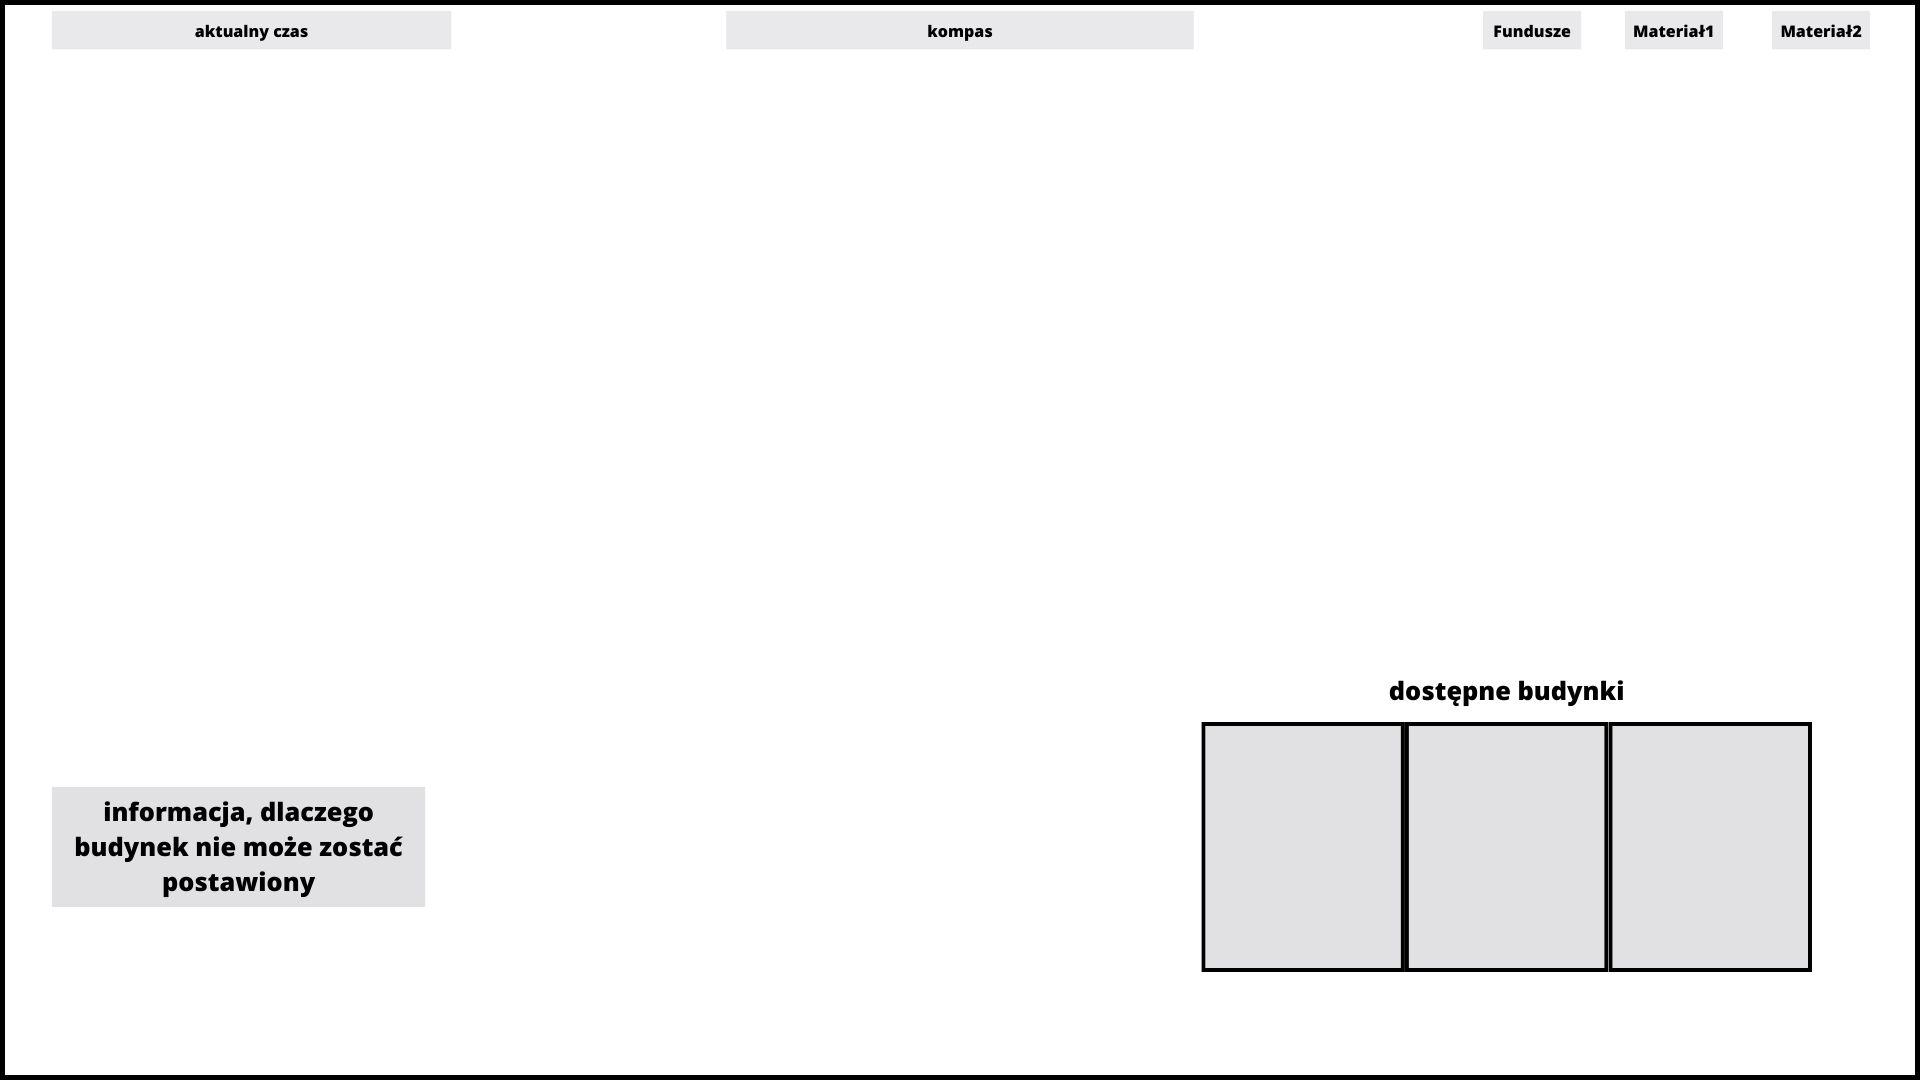 aktualny czas
kompas
Fundusze
Materiał1
Materiał2
dostępne budynki
informacja, dlaczego
budynek nie może zostać
postawiony